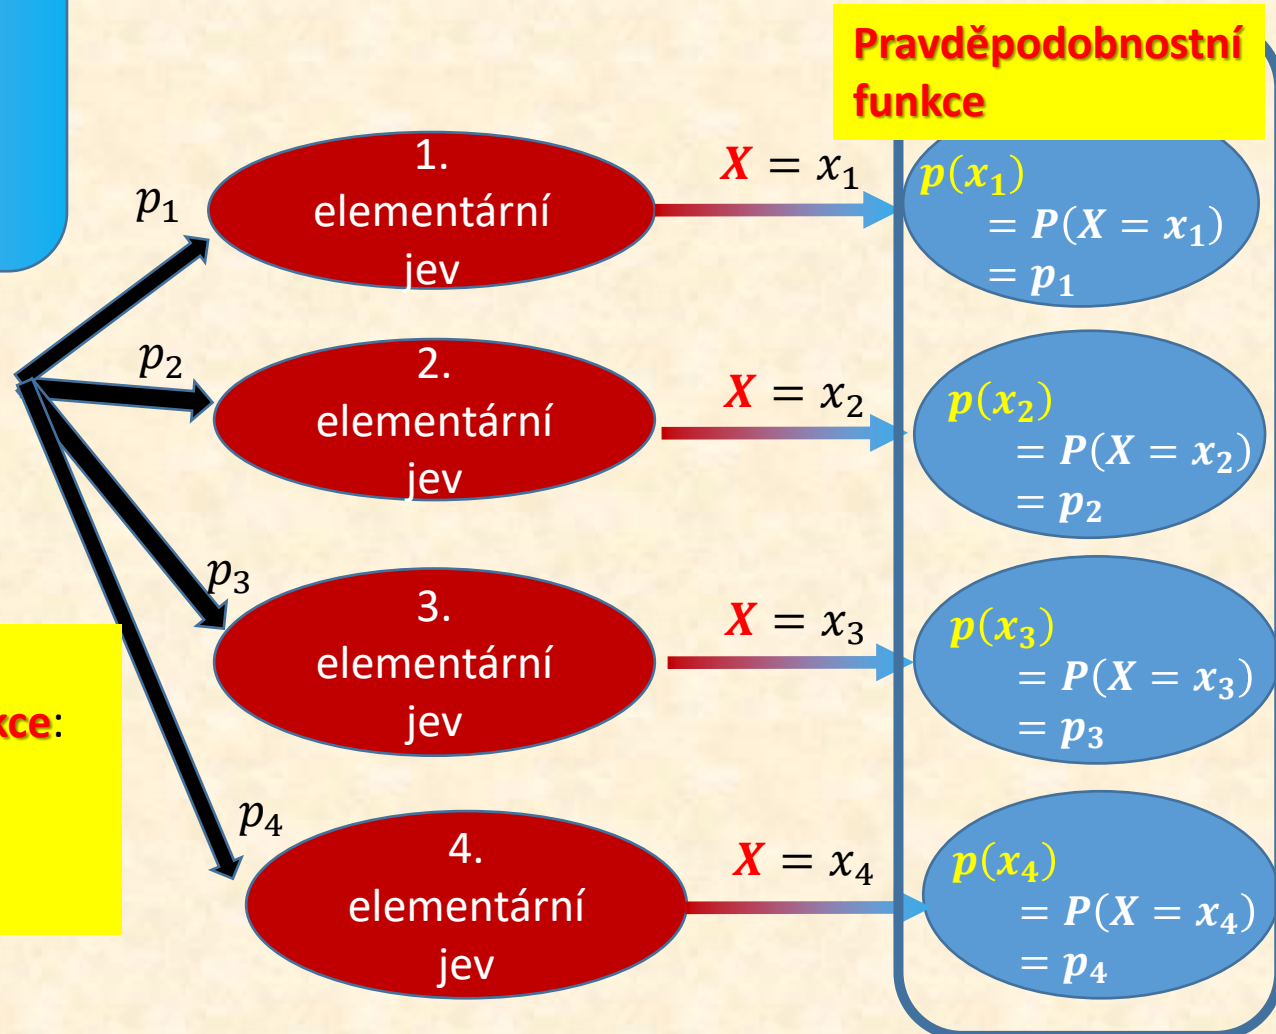 Pravděpodobnostní
funkce
p₁
1.
elementární
jev
X = x₁
p(x₁)
= P(X = x₁)
= p₁
p₂
2.
elementární
jev
X = x₂
p(x₂)
= P(X = x₂)
= p₂
p₃
3.
elementární
jev
X = x₃
p(x₃)
= P(X = x₃)
= p₃
kce:
p₄
4.
elementární
jev
X = x₄
p(x₄)
= P(X = x₄)
= p₄